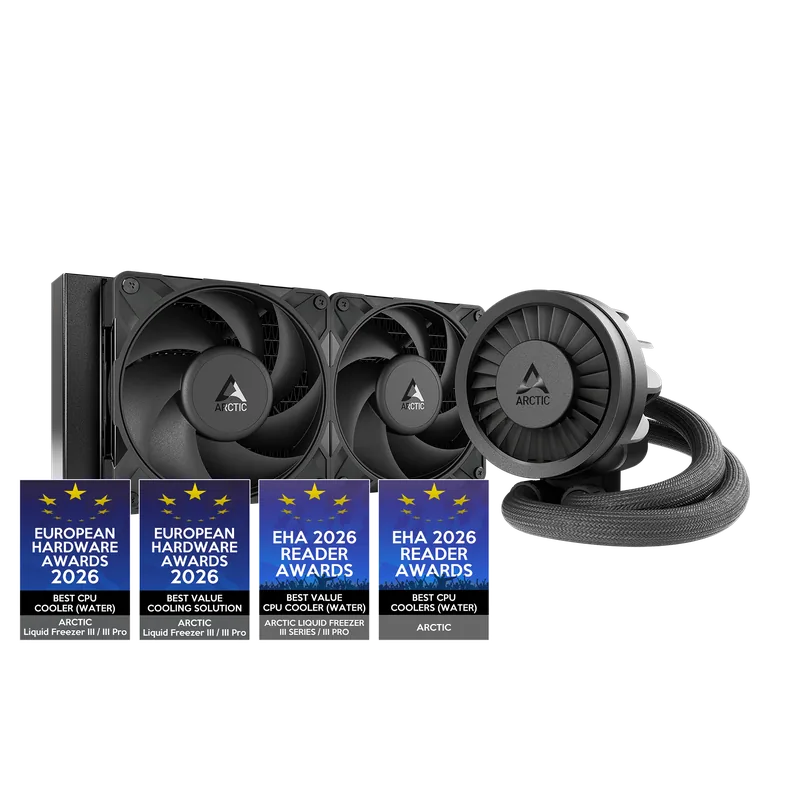 ARCTIC
ARCTIC
ARCTIC
EUROPEAN
HARDWARE
AWARDS
2026
BEST CPU
COOLER (WATER)
ARCTIC
Liquid Freezer III / III Pro
EUROPEAN
HARDWARE
AWARDS
2026
BEST VALUE
COOLING SOLUTION
ARCTIC
Liquid Freezer III / III Pro
EHA 2026
READER
AWARDS
BEST VALUE
CPU COOLER (WATER)
ARCTIC LIQUID FREEZER
III SERIES / III PRO
EHA 2026
READER
AWARDS
BEST CPU
COOLERS (WATER)
ARCTIC